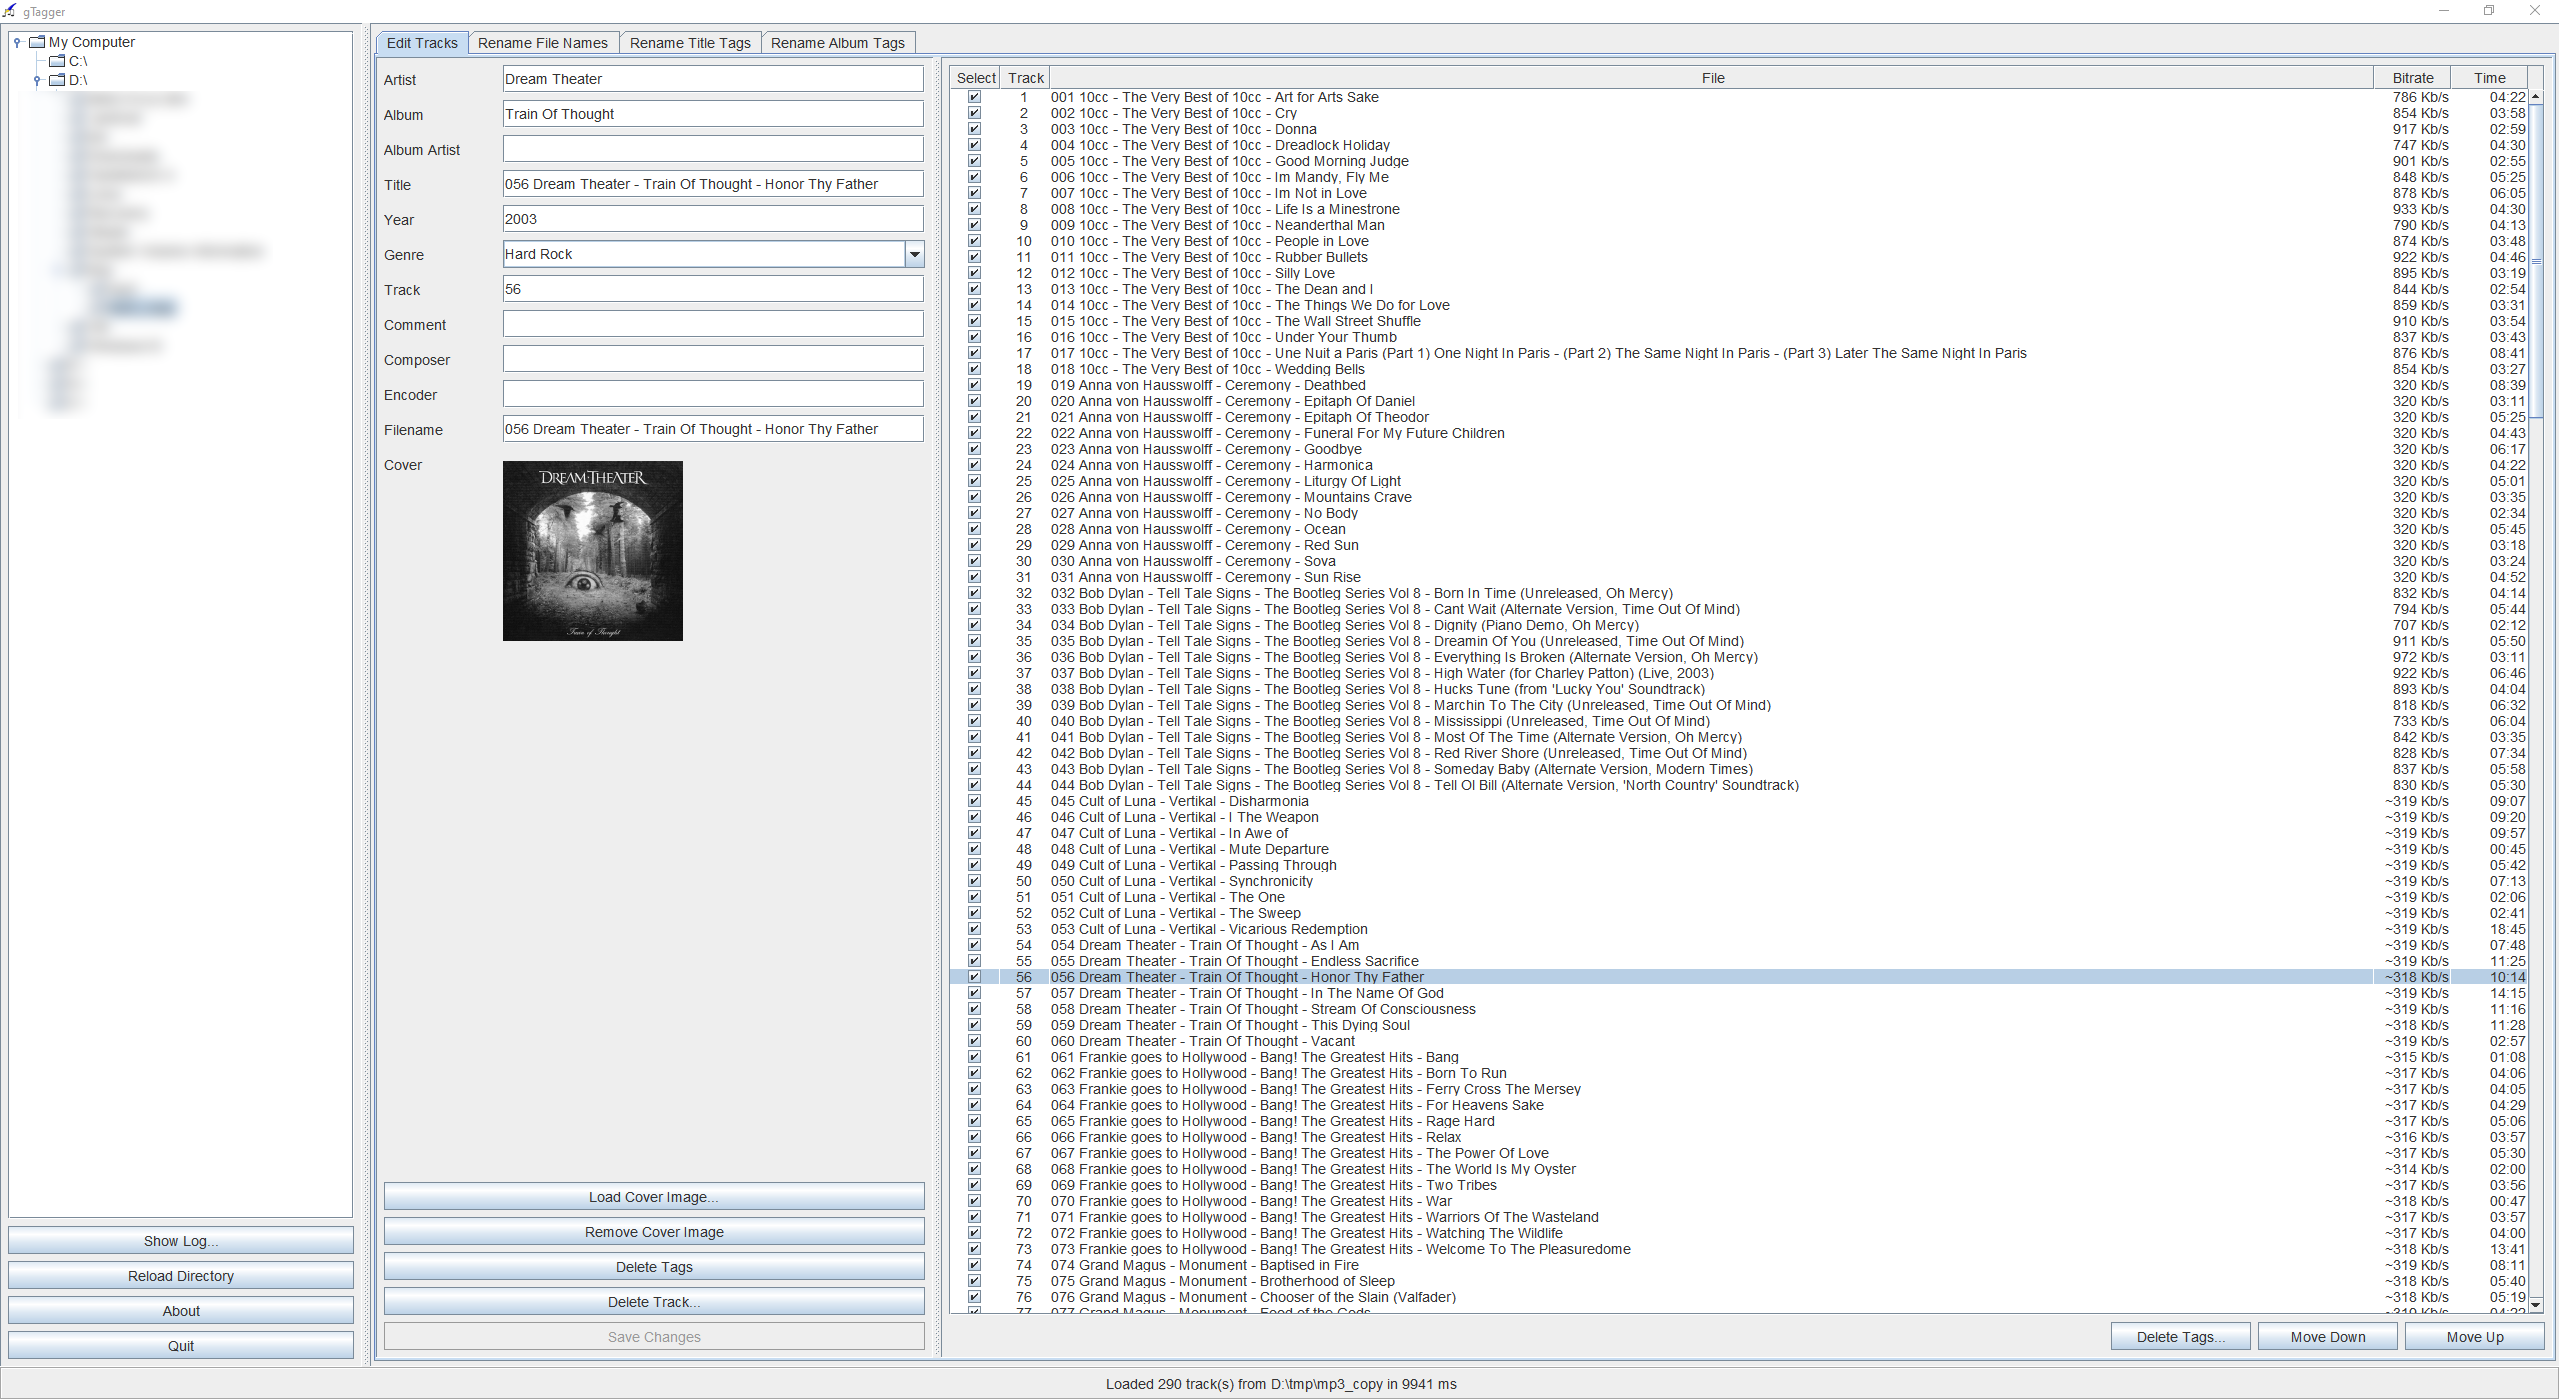 gTagger
My Computer
C:\
D:\
Edit Tracks Rename File Names Rename Title Tags Rename Album Tags
Artist Dream Theater
Album Train Of Thought
Album Artist
Title 056 Dream Theater - Train Of Thought - Honor Thy Father
Year 2003
Genre Hard Rock
Track 56
Comment
Composer
Encoder
Filename 056 Dream Theater - Train Of Thought - Honor Thy Father
Cover
DREAM THEATER
Train of Thought
Load Cover Image...
Remove Cover Image
Delete Tags
Delete Track...
Save Changes
Show Log...
Reload Directory
About
Quit
Select Track File Bitrate Time
1 001 10cc - The Very Best of 10cc - Art for Arts Sake 786 Kb/s 04:22
2 002 10cc - The Very Best of 10cc - Cry 854 Kb/s 03:58
3 003 10cc - The Very Best of 10cc - Donna 917 Kb/s 02:59
4 004 10cc - The Very Best of 10cc - Dreadlock Holiday 747 Kb/s 04:30
5 005 10cc - The Very Best of 10cc - Good Morning Judge 901 Kb/s 02:55
6 006 10cc - The Very Best of 10cc - Im Mandy, Fly Me 848 Kb/s 05:25
7 007 10cc - The Very Best of 10cc - Im Not in Love 878 Kb/s 06:05
8 008 10cc - The Very Best of 10cc - Life Is a Minestrone 933 Kb/s 04:30
9 009 10cc - The Very Best of 10cc - Neanderthal Man 790 Kb/s 04:13
10 010 10cc - The Very Best of 10cc - People in Love 874 Kb/s 03:48
11 011 10cc - The Very Best of 10cc - Rubber Bullets 922 Kb/s 04:46
12 012 10cc - The Very Best of 10cc - Silly Love 895 Kb/s 03:19
13 013 10cc - The Very Best of 10cc - The Dean and I 844 Kb/s 02:54
14 014 10cc - The Very Best of 10cc - The Things We Do for Love 859 Kb/s 03:31
15 015 10cc - The Very Best of 10cc - The Wall Street Shuffle 910 Kb/s 03:54
16 016 10cc - The Very Best of 10cc - Under Your Thumb 837 Kb/s 03:43
17 017 10cc - The Very Best of 10cc - Une Nuit a Paris (Part 1) One Night In Paris - (Part 2) The Same Night In Paris - (Part 3) Later The Same Night In Paris 876 Kb/s 08:41
18 018 10cc - The Very Best of 10cc - Wedding Bells 854 Kb/s 03:27
19 019 Anna von Hausswolff - Ceremony - Deathbed 320 Kb/s 08:39
20 020 Anna von Hausswolff - Ceremony - Epitaph Of Daniel 320 Kb/s 03:11
21 021 Anna von Hausswolff - Ceremony - Epitaph Of Theodor 320 Kb/s 05:25
22 022 Anna von Hausswolff - Ceremony - Funeral For My Future Children 320 Kb/s 04:43
23 023 Anna von Hausswolff - Ceremony - Goodbye 320 Kb/s 06:17
24 024 Anna von Hausswolff - Ceremony - Harmonica 320 Kb/s 04:22
25 025 Anna von Hausswolff - Ceremony - Liturgy Of Light 320 Kb/s 05:01
26 026 Anna von Hausswolff - Ceremony - Mountains Crave 320 Kb/s 03:35
27 027 Anna von Hausswolff - Ceremony - No Body 320 Kb/s 02:34
28 028 Anna von Hausswolff - Ceremony - Ocean 320 Kb/s 05:45
29 029 Anna von Hausswolff - Ceremony - Red Sun 320 Kb/s 03:18
30 030 Anna von Hausswolff - Ceremony - Sova 320 Kb/s 03:24
31 031 Anna von Hausswolff - Ceremony - Sun Rise 320 Kb/s 04:52
32 032 Bob Dylan - Tell Tale Signs - The Bootleg Series Vol 8 - Born In Time (Unreleased, Oh Mercy) 832 Kb/s 04:14
33 033 Bob Dylan - Tell Tale Signs - The Bootleg Series Vol 8 - Cant Wait (Alternate Version, Time Out Of Mind) 794 Kb/s 05:44
34 034 Bob Dylan - Tell Tale Signs - The Bootleg Series Vol 8 - Dignity (Piano Demo, Oh Mercy) 707 Kb/s 02:12
35 035 Bob Dylan - Tell Tale Signs - The Bootleg Series Vol 8 - Dreamin Of You (Unreleased, Time Out Of Mind) 911 Kb/s 05:50
36 036 Bob Dylan - Tell Tale Signs - The Bootleg Series Vol 8 - Everything Is Broken (Alternate Version, Oh Mercy) 972 Kb/s 03:11
37 037 Bob Dylan - Tell Tale Signs - The Bootleg Series Vol 8 - High Water (for Charley Patton) (Live, 2003) 922 Kb/s 06:46
38 038 Bob Dylan - Tell Tale Signs - The Bootleg Series Vol 8 - Hucks Tune (from 'Lucky You' Soundtrack) 893 Kb/s 04:04
39 039 Bob Dylan - Tell Tale Signs - The Bootleg Series Vol 8 - Marchin To The City (Unreleased, Time Out Of Mind) 818 Kb/s 06:32
40 040 Bob Dylan - Tell Tale Signs - The Bootleg Series Vol 8 - Mississippi (Unreleased, Time Out Of Mind) 733 Kb/s 06:04
41 041 Bob Dylan - Tell Tale Signs - The Bootleg Series Vol 8 - Most Of The Time (Alternate Version, Oh Mercy) 842 Kb/s 03:35
42 042 Bob Dylan - Tell Tale Signs - The Bootleg Series Vol 8 - Red River Shore (Unreleased, Time Out Of Mind) 828 Kb/s 07:34
43 043 Bob Dylan - Tell Tale Signs - The Bootleg Series Vol 8 - Someday Baby (Alternate Version, Modern Times) 837 Kb/s 05:58
44 044 Bob Dylan - Tell Tale Signs - The Bootleg Series Vol 8 - Tell Ol Bill (Alternate Version, 'North Country' Soundtrack) 830 Kb/s 05:30
45 045 Cult of Luna - Vertikal - Disharmonia ~319 Kb/s 09:07
46 046 Cult of Luna - Vertikal - I The Weapon ~319 Kb/s 09:20
47 047 Cult of Luna - Vertikal - In Awe of ~319 Kb/s 09:57
48 048 Cult of Luna - Vertikal - Mute Departure ~319 Kb/s 00:45
49 049 Cult of Luna - Vertikal - Passing Through ~319 Kb/s 05:42
50 050 Cult of Luna - Vertikal - Synchronicity ~319 Kb/s 07:13
51 051 Cult of Luna - Vertikal - The One ~319 Kb/s 02:06
52 052 Cult of Luna - Vertikal - The Sweep ~319 Kb/s 02:41
53 053 Cult of Luna - Vertikal - Vicarious Redemption ~319 Kb/s 18:45
54 054 Dream Theater - Train Of Thought - As I Am ~319 Kb/s 07:48
55 055 Dream Theater - Train Of Thought - Endless Sacrifice ~319 Kb/s 11:25
56 056 Dream Theater - Train Of Thought - Honor Thy Father ~318 Kb/s 10:14
57 057 Dream Theater - Train Of Thought - In The Name Of God ~319 Kb/s 14:15
58 058 Dream Theater - Train Of Thought - Stream Of Consciousness ~319 Kb/s 11:16
59 059 Dream Theater - Train Of Thought - This Dying Soul ~318 Kb/s 11:28
60 060 Dream Theater - Train Of Thought - Vacant ~319 Kb/s 02:57
61 061 Frankie goes to Hollywood - Bang! The Greatest Hits - Bang ~315 Kb/s 01:08
62 062 Frankie goes to Hollywood - Bang! The Greatest Hits - Born To Run ~317 Kb/s 04:06
63 063 Frankie goes to Hollywood - Bang! The Greatest Hits - Ferry Cross The Mersey ~317 Kb/s 04:05
64 064 Frankie goes to Hollywood - Bang! The Greatest Hits - For Heavens Sake ~317 Kb/s 04:29
65 065 Frankie goes to Hollywood - Bang! The Greatest Hits - Rage Hard ~317 Kb/s 05:06
66 066 Frankie goes to Hollywood - Bang! The Greatest Hits - Relax ~316 Kb/s 03:57
67 067 Frankie goes to Hollywood - Bang! The Greatest Hits - The Power Of Love ~317 Kb/s 05:30
68 068 Frankie goes to Hollywood - Bang! The Greatest Hits - The World Is My Oyster ~314 Kb/s 02:00
69 069 Frankie goes to Hollywood - Bang! The Greatest Hits - Two Tribes ~317 Kb/s 03:56
70 070 Frankie goes to Hollywood - Bang! The Greatest Hits - War ~318 Kb/s 00:47
71 071 Frankie goes to Hollywood - Bang! The Greatest Hits - Warriors Of The Wasteland ~317 Kb/s 03:57
72 072 Frankie goes to Hollywood - Bang! The Greatest Hits - Watching The Wildlife ~317 Kb/s 04:00
73 073 Frankie goes to Hollywood - Bang! The Greatest Hits - Welcome To The Pleasuredome ~318 Kb/s 13:41
74 074 Grand Magus - Monument - Baptised in Fire ~319 Kb/s 08:11
75 075 Grand Magus - Monument - Brotherhood of Sleep ~318 Kb/s 05:40
76 076 Grand Magus - Monument - Chooser of the Slain (Valfader) ~318 Kb/s 05:19
77 077 Grand Magus - Monument - Food of the Gods ~319 Kb/s 04:22
Delete Tags... Move Down Move Up
Loaded 290 track(s) from D:\tmp\mp3_copy in 9941 ms